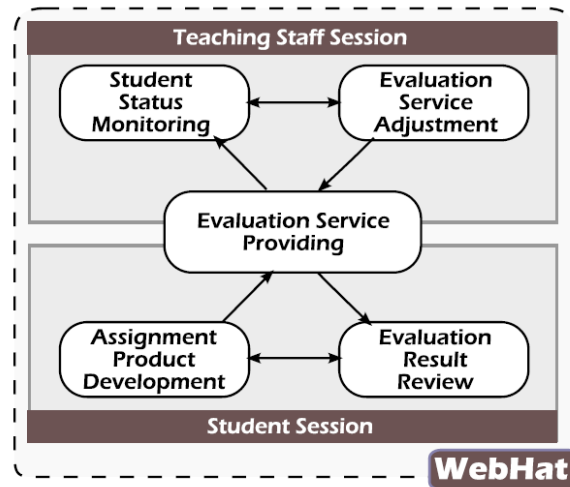 Teaching Staff Session
Student
Status
Monitoring
Evaluation
Service
Adjustment
Evaluation Service
Providing
Assignment
Product
Development
Evaluation
Result
Review
Student Session
WebHat